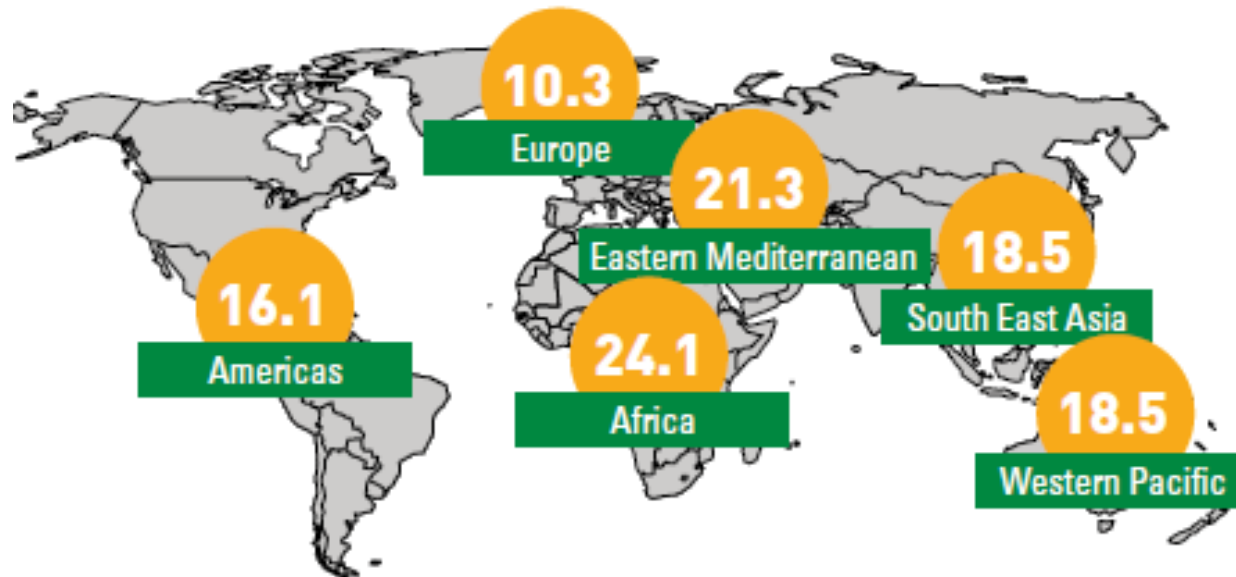 10.3
Europe
21.3
Eastern Mediterranean
18.5
South East Asia
16.1
Americas
24.1
Africa
18.5
Western Pacific